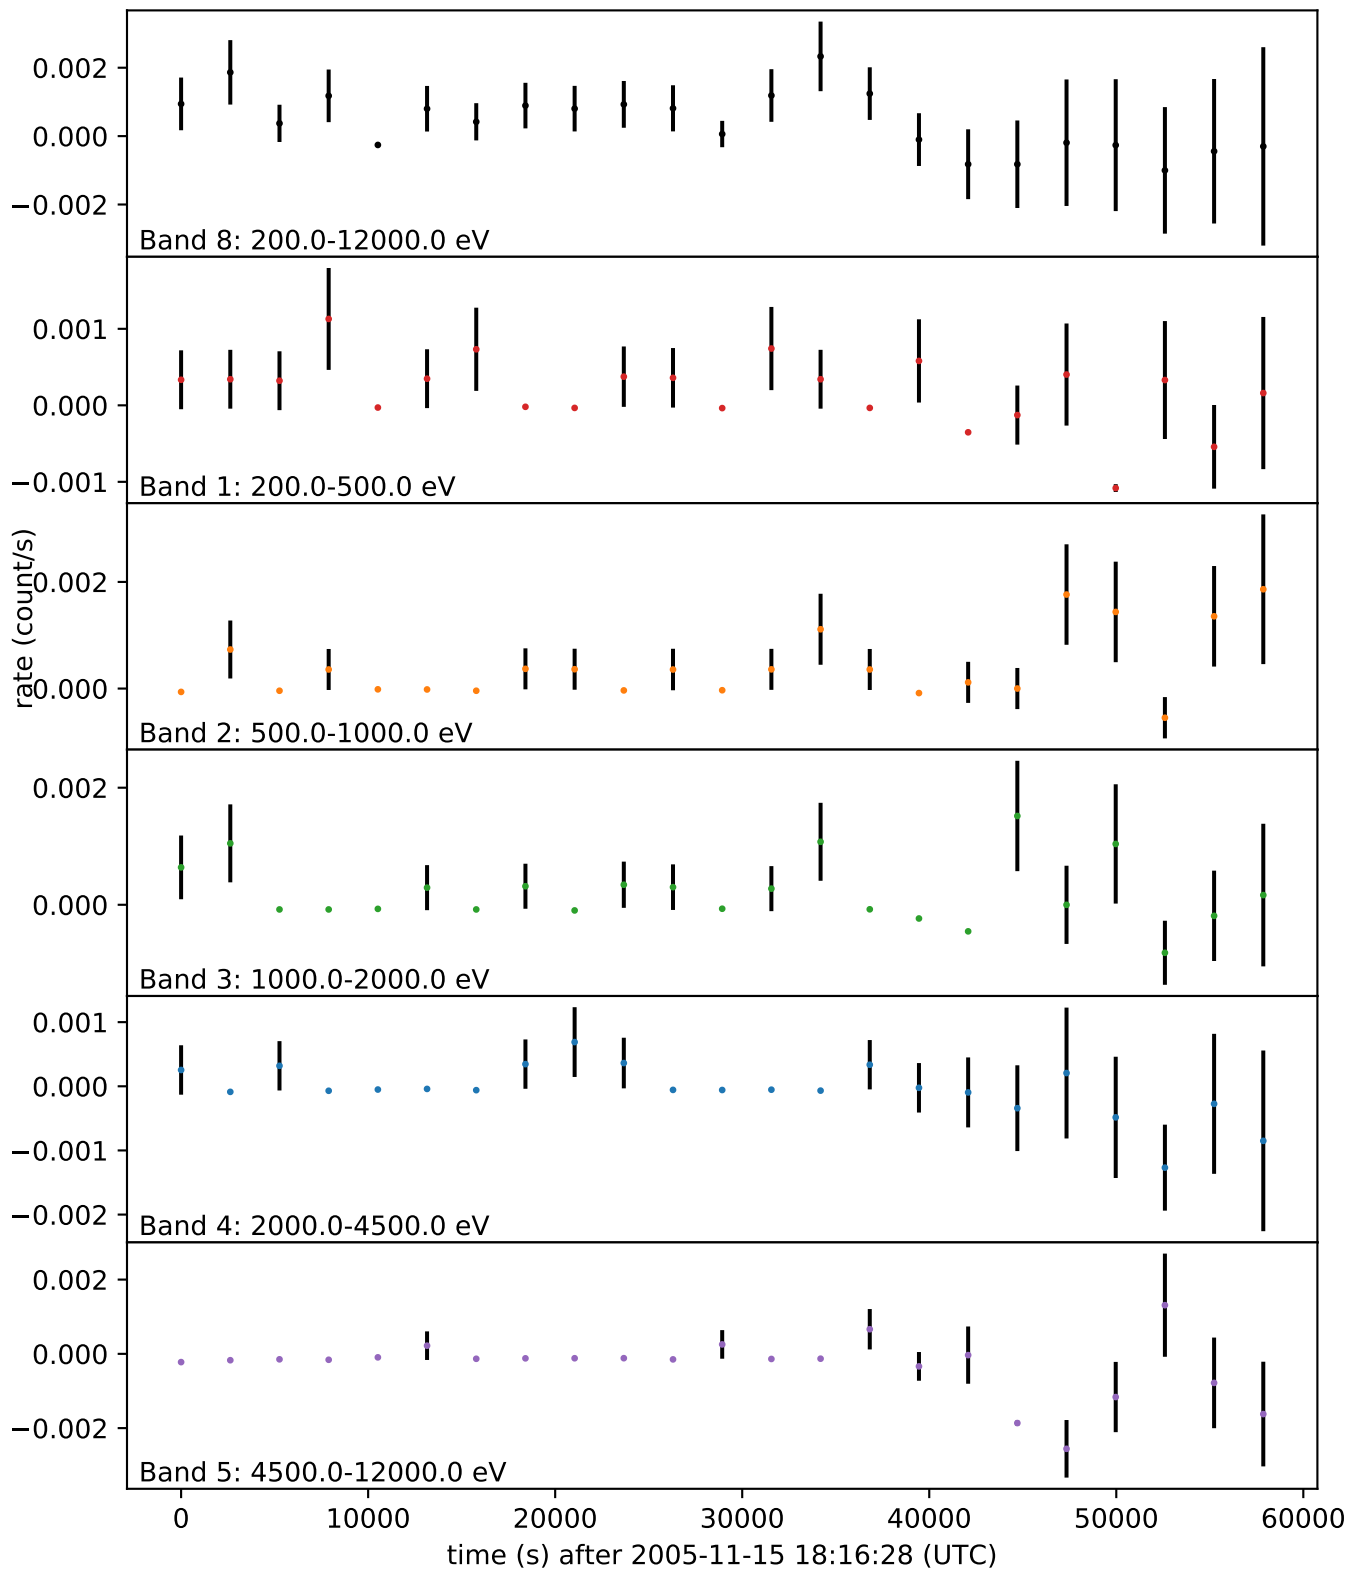 0.002
0.000
−0.002
Band 8: 200.0-12000.0 eV
0.001
0.000
−0.001
Band 1: 200.0-500.0 eV
rate (count/s)
0.002
0.000
Band 2: 500.0-1000.0 eV
0.002
0.000
Band 3: 1000.0-2000.0 eV
0.001
0.000
−0.001
−0.002
Band 4: 2000.0-4500.0 eV
0.002
0.000
−0.002
Band 5: 4500.0-12000.0 eV
0 10000 20000 30000 40000 50000 60000
time (s) after 2005-11-15 18:16:28 (UTC)